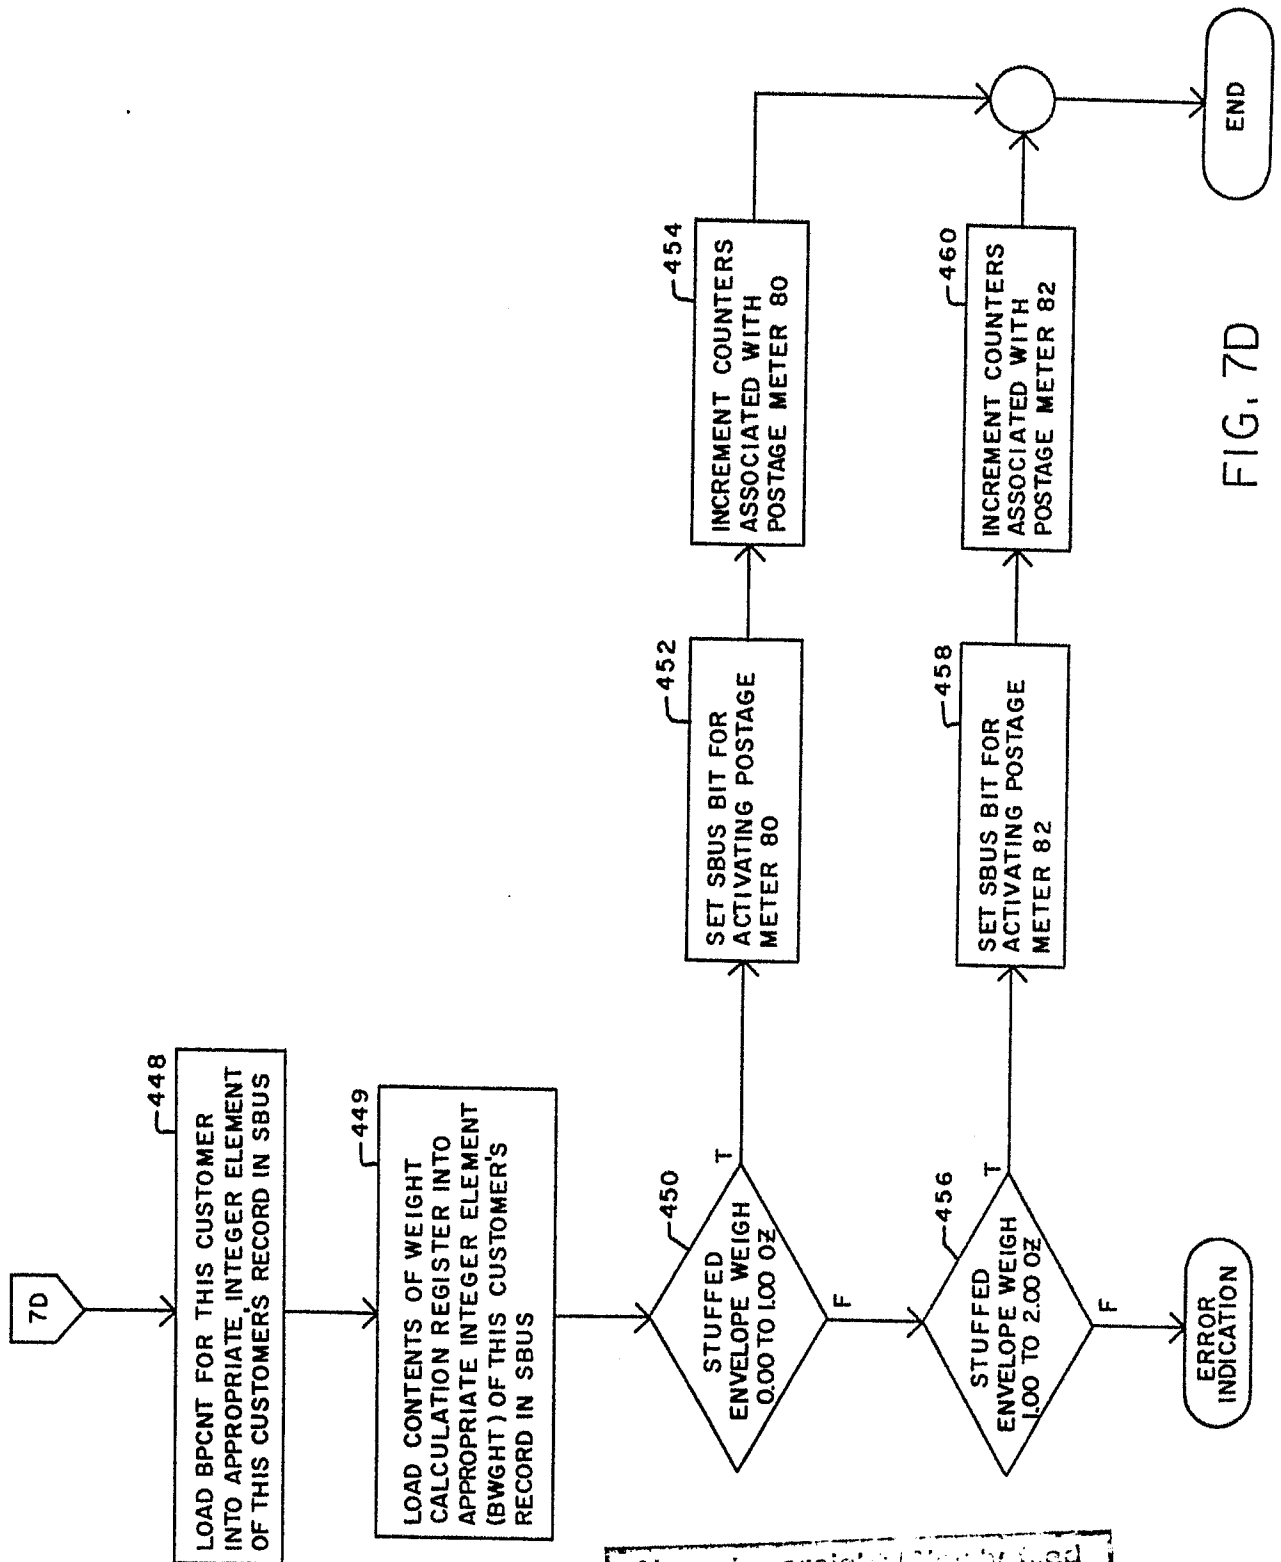 7D
448
LOAD BPCNT FOR THIS CUSTOMER
INTO APPROPRIATE INTEGER ELEMENT
OF THIS CUSTOMER'S RECORD IN SBUS
449
LOAD CONTENTS OF WEIGHT
CALCULATION REGISTER INTO
APPROPRIATE INTEGER ELEMENT
(BWGHT) OF THIS CUSTOMER'S
RECORD IN SBUS
450
STUFFED
ENVELOPE WEIGH
0.00 TO 1.00 OZ
T
F
452
SET SBUS BIT FOR
ACTIVATING POSTAGE
METER 80
454
INCREMENT COUNTERS
ASSOCIATED WITH
POSTAGE METER 80
456
STUFFED
ENVELOPE WEIGH
1.00 TO 2.00 OZ
T
F
458
SET SBUS BIT FOR
ACTIVATING POSTAGE
METER 82
460
INCREMENT COUNTERS
ASSOCIATED WITH
POSTAGE METER 82
ERROR
INDICATION
END
FIG. 7D